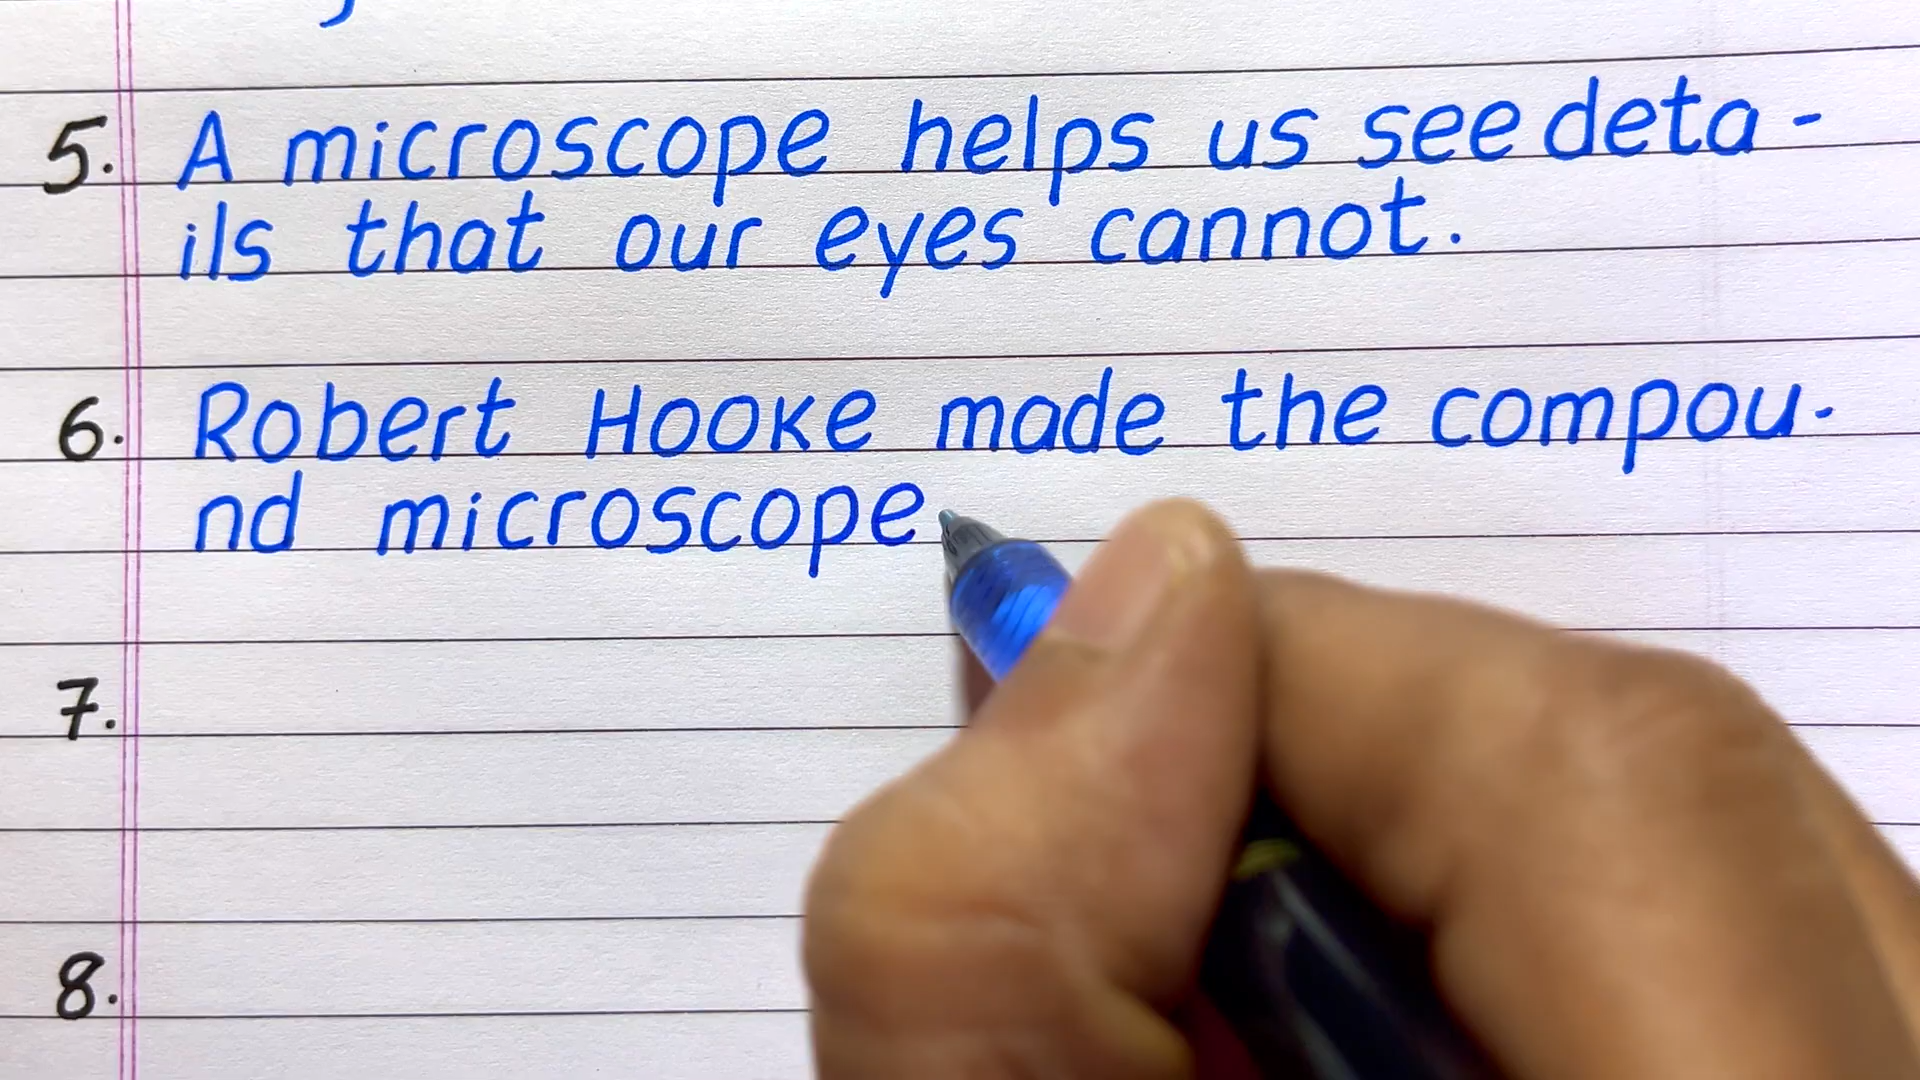 5. A microscope helps us see deta-
ils that our eyes cannot.
6. Robert Hooke made the compou-
nd microscope
7.
8.